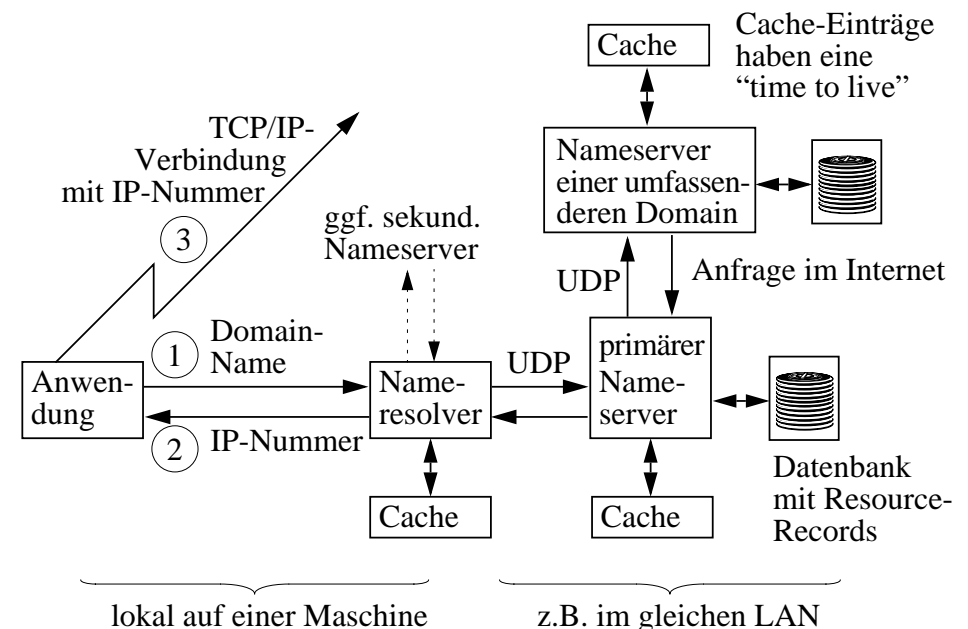 Cache
Cache-Einträge
haben eine
“time to live”
TCP/IP-
Verbindung
mit IP-Nummer
3
Nameserver
einer umfassen-
deren Domain
ggf. sekund.
Nameserver
UDP
Anfrage im Internet
1
Domain-
Name
Anwen-
dung
Name-
resolver
UDP
primärer
Name-
server
2
IP-Nummer
Cache
Cache
Datenbank
mit Resource-
Records
lokal auf einer Maschine
z.B. im gleichen LAN